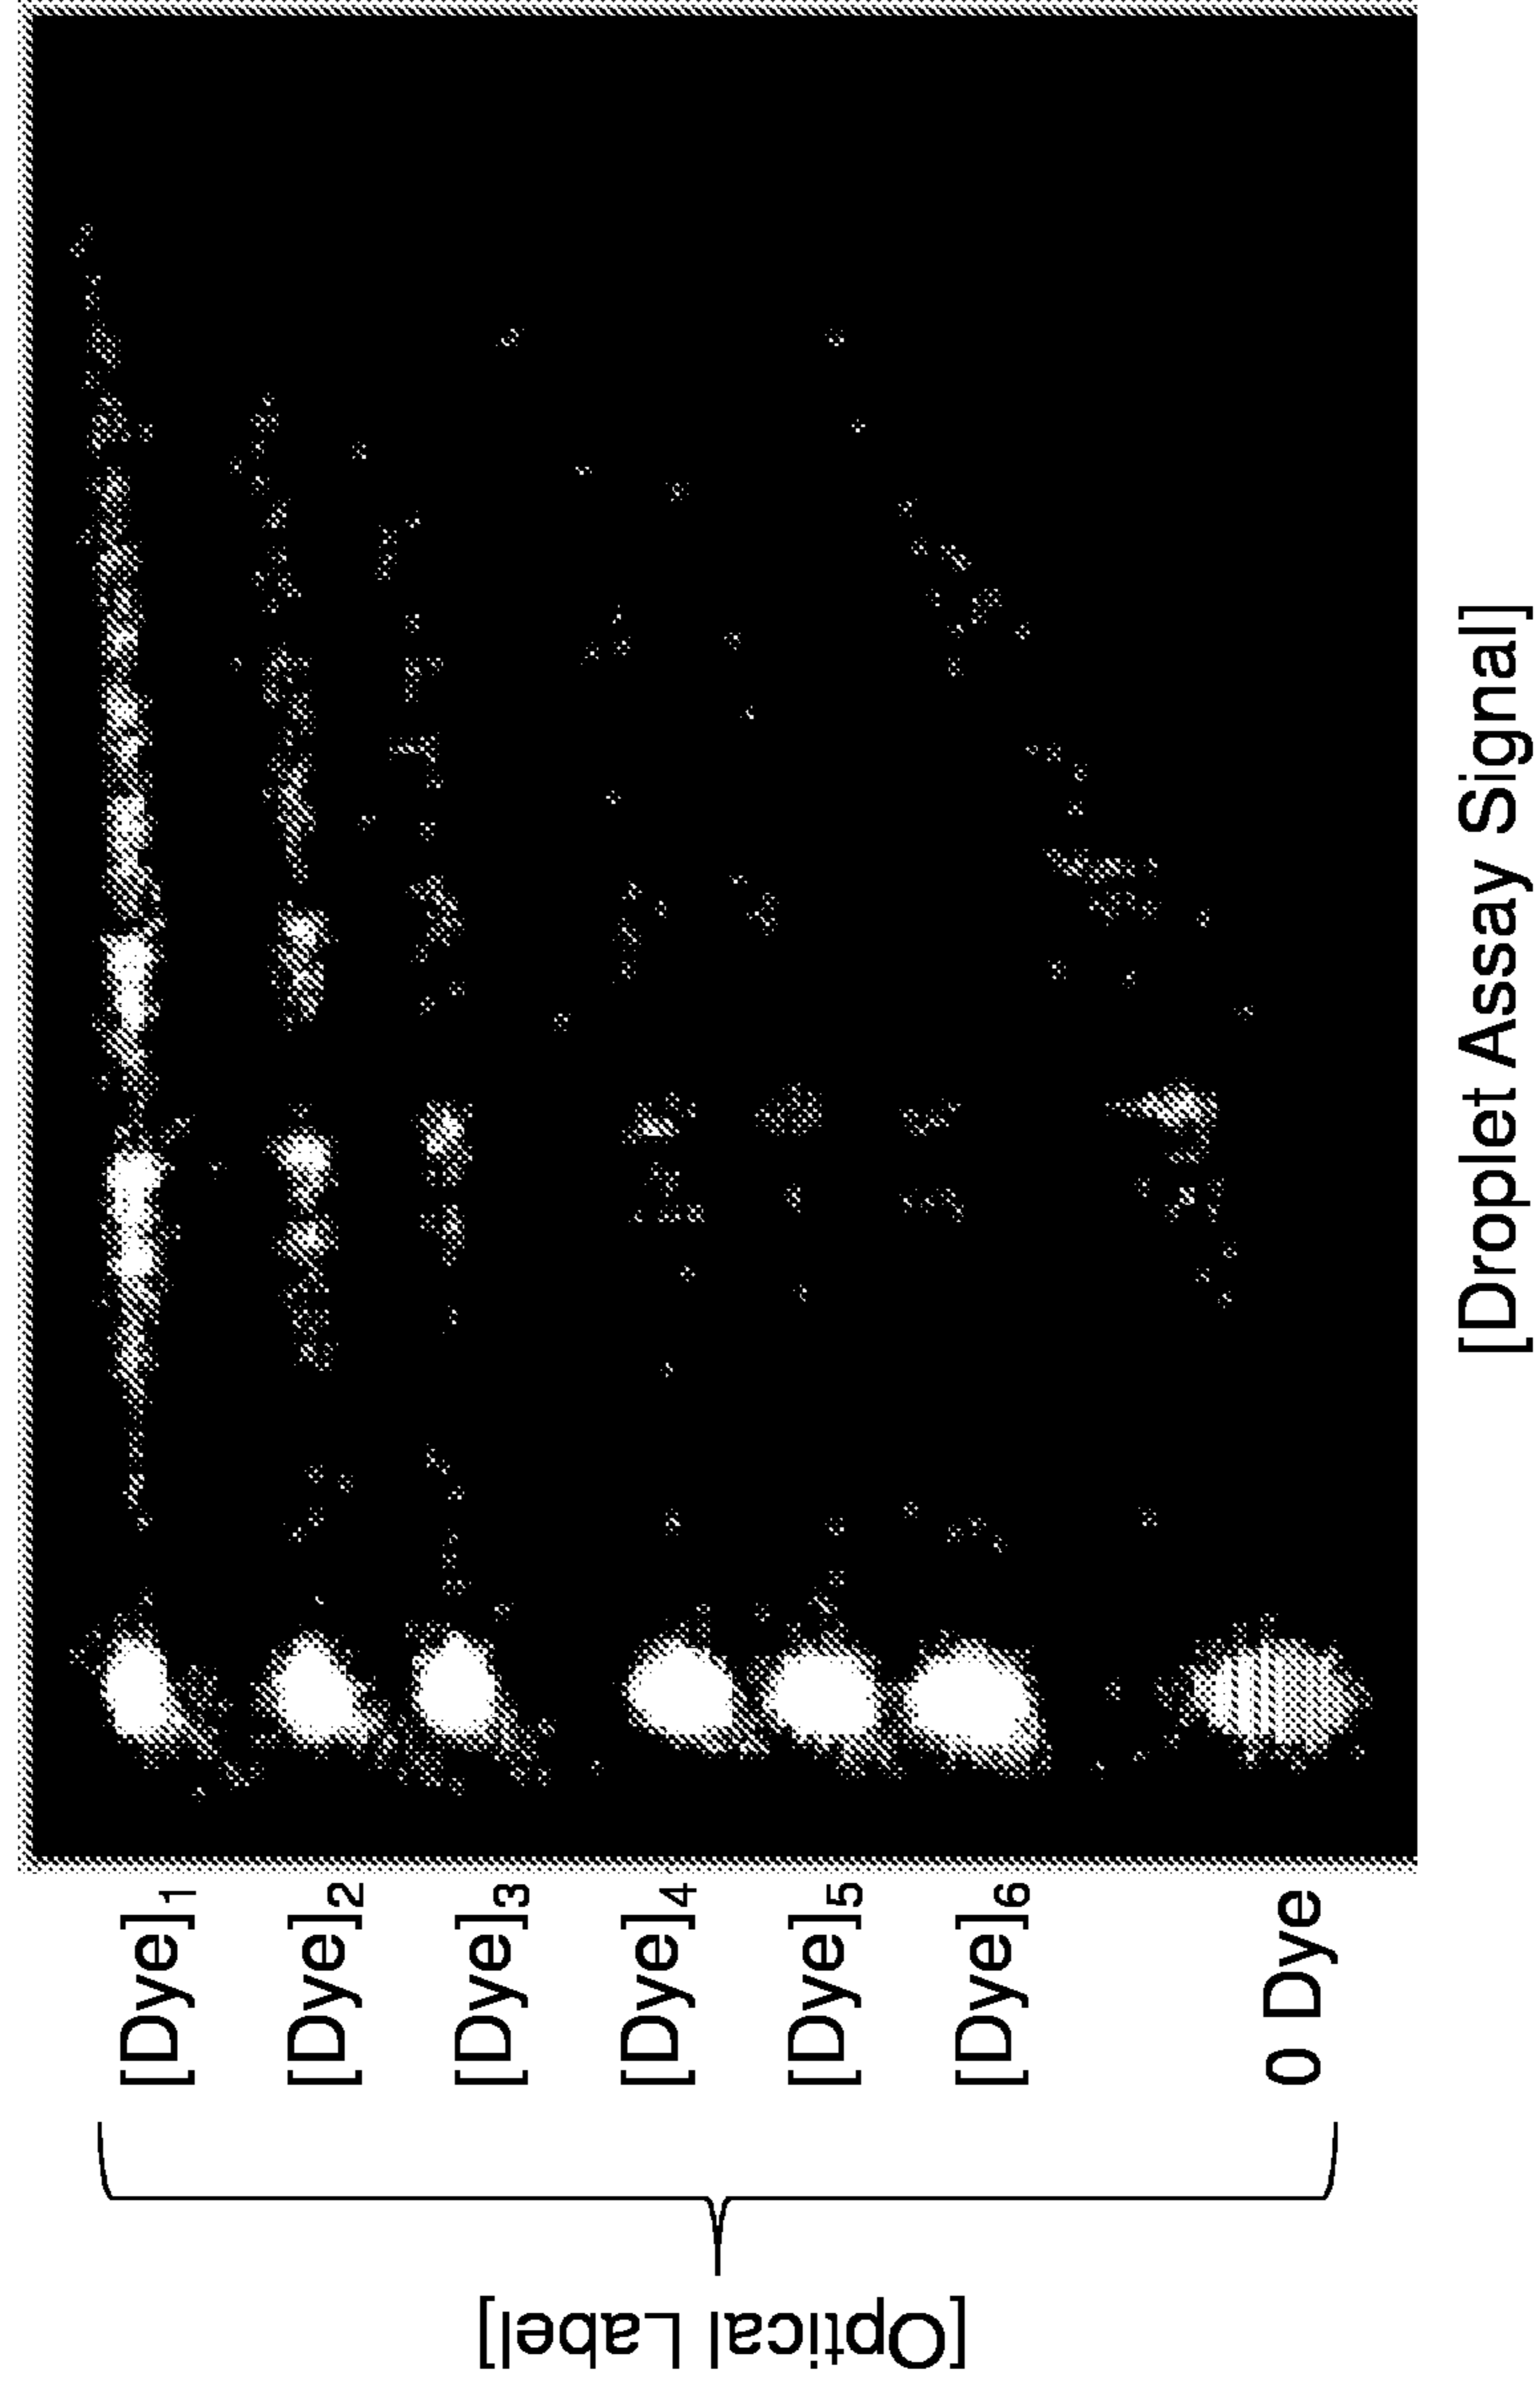 [Optical Label]
[Dye]1
[Dye]2
[Dye]3
[Dye]4
[Dye]5
[Dye]6
0 Dye
[Droplet Assay Signal]